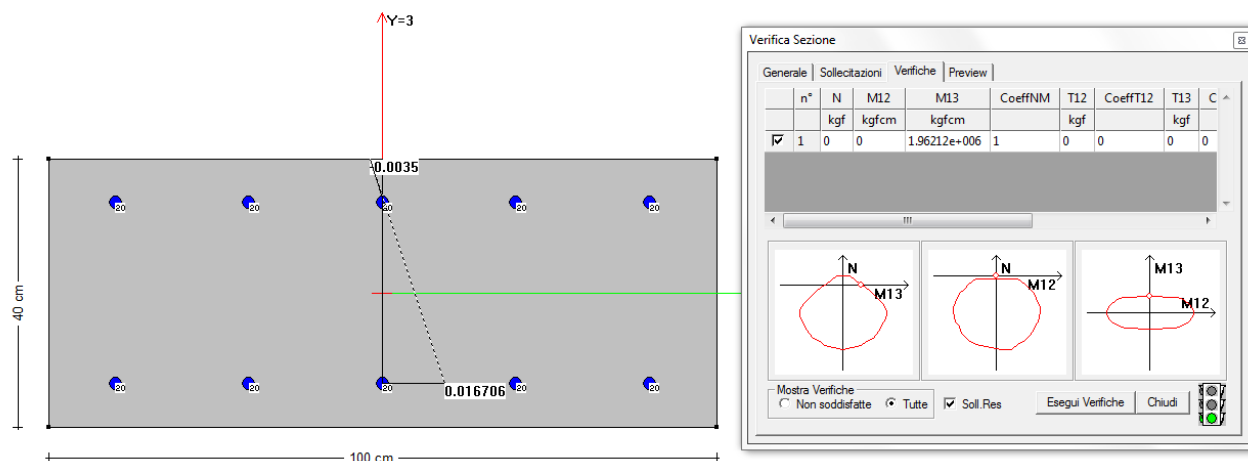 Y=3
-0.0035
20 20 20 20 20
40 cm
20 20 20 20 20
0.016706
100 cm
Verifica Sezione
Generale Sollecitazioni Verifiche Preview
n° N M12 M13 CoeffNM T12 CoeffT12 T13 C
kgf kgfcm kgfcm kgf kgf
1 0 0 1.96212e+006 1 0 0 0 0
N M13
N M12
M13 M12
Mostra Verifiche
Non soddisfatte Tutte Soll.Res Esegui Verifiche Chiudi